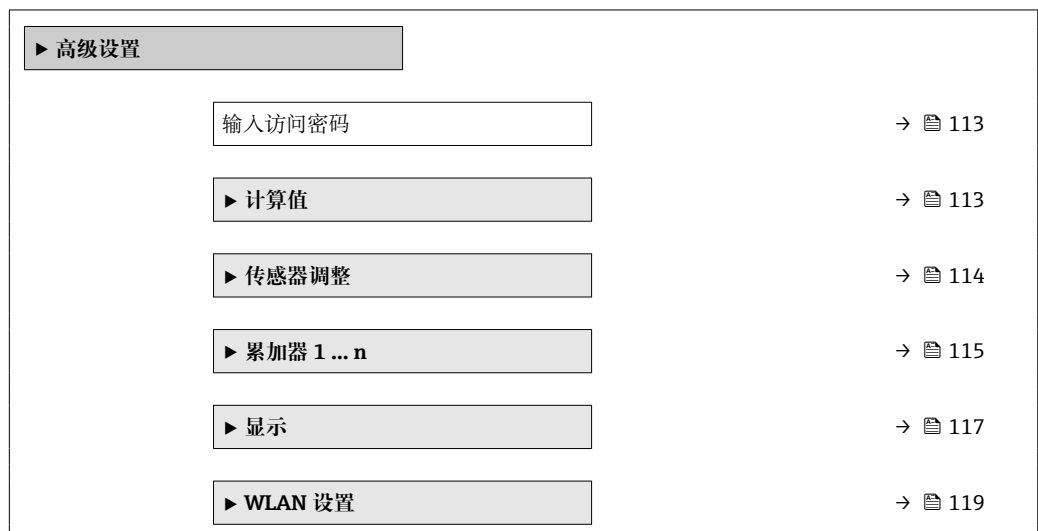 ▶ 高级设置
输入访问密码 → 🖺 113
▶ 计算值 → 🖺 113
▶ 传感器调整 → 🖺 114
▶ 累加器 1 ... n → 🖺 115
▶ 显示 → 🖺 117
▶ WLAN 设置 → 🖺 119